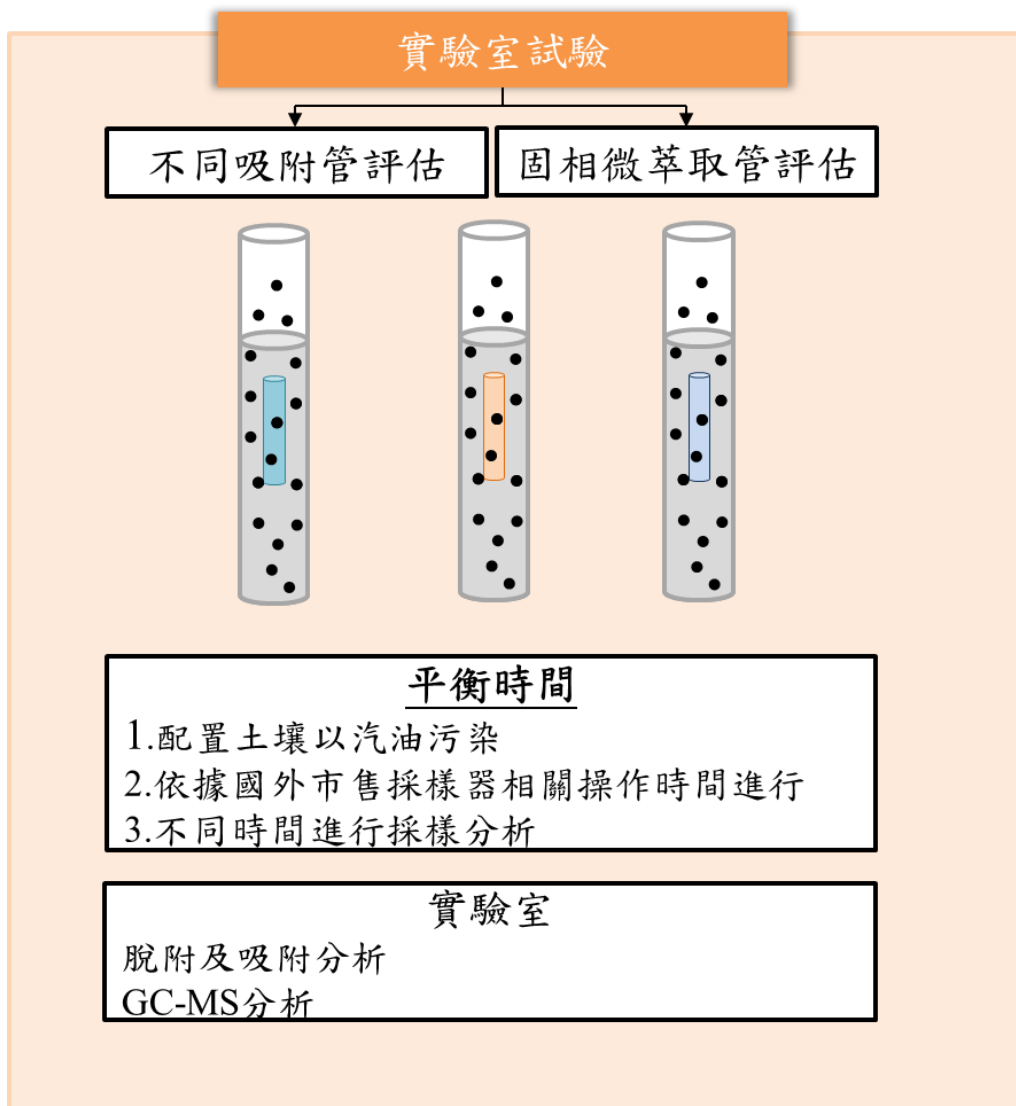 實驗室試驗
不同吸附管評估
固相微萃取管評估
平衡時間
1.配置土壤以汽油污染
2.依據國外市售採樣器相關操作時間進行
3.不同時間進行採樣分析
實驗室
脫附及吸附分析
GC-MS分析